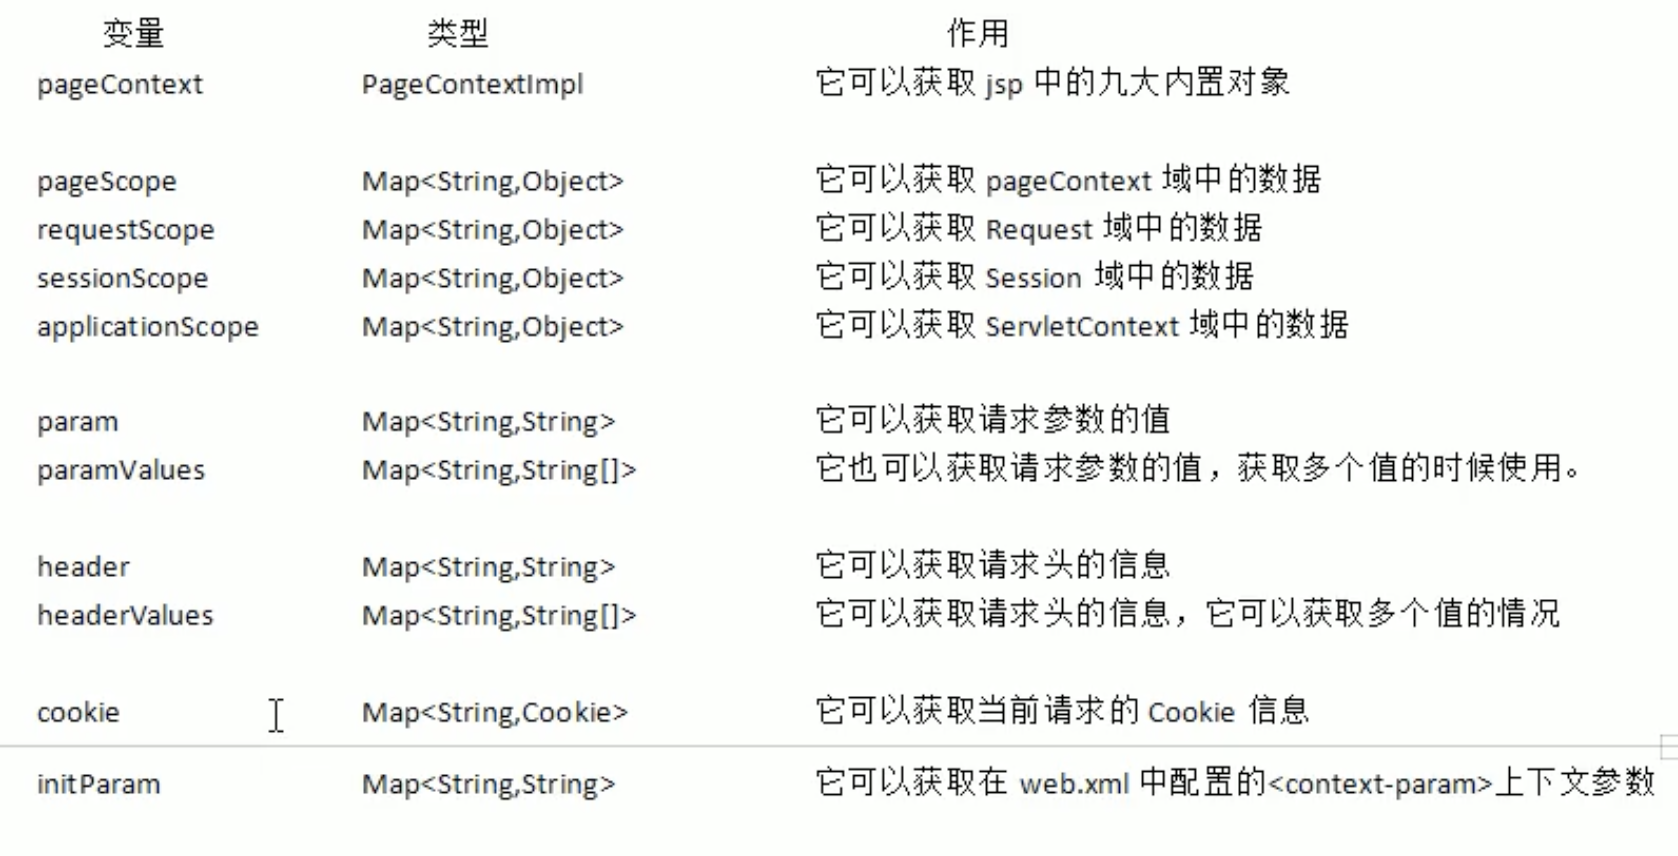 变量 类型 作用
pageContext PageContextImpl 它可以获取 jsp 中的九大内置对象
pageScope Map<String,Object> 它可以获取 pageContext 域中的数据
requestScope Map<String,Object> 它可以获取 Request 域中的数据
sessionScope Map<String,Object> 它可以获取 Session 域中的数据
applicationScope Map<String,Object> 它可以获取 ServletContext 域中的数据
param Map<String,String> 它可以获取请求参数的值
paramValues Map<String,String[]> 它也可以获取请求参数的值，获取多个值的时候使用。
header Map<String,String> 它可以获取请求头的信息
headerValues Map<String,String[]> 它可以获取请求头的信息，它可以获取多个值的情况
cookie Map<String,Cookie> 它可以获取当前请求的 Cookie 信息
initParam Map<String,String> 它可以获取在 web.xml 中配置的<context-param>上下文参数